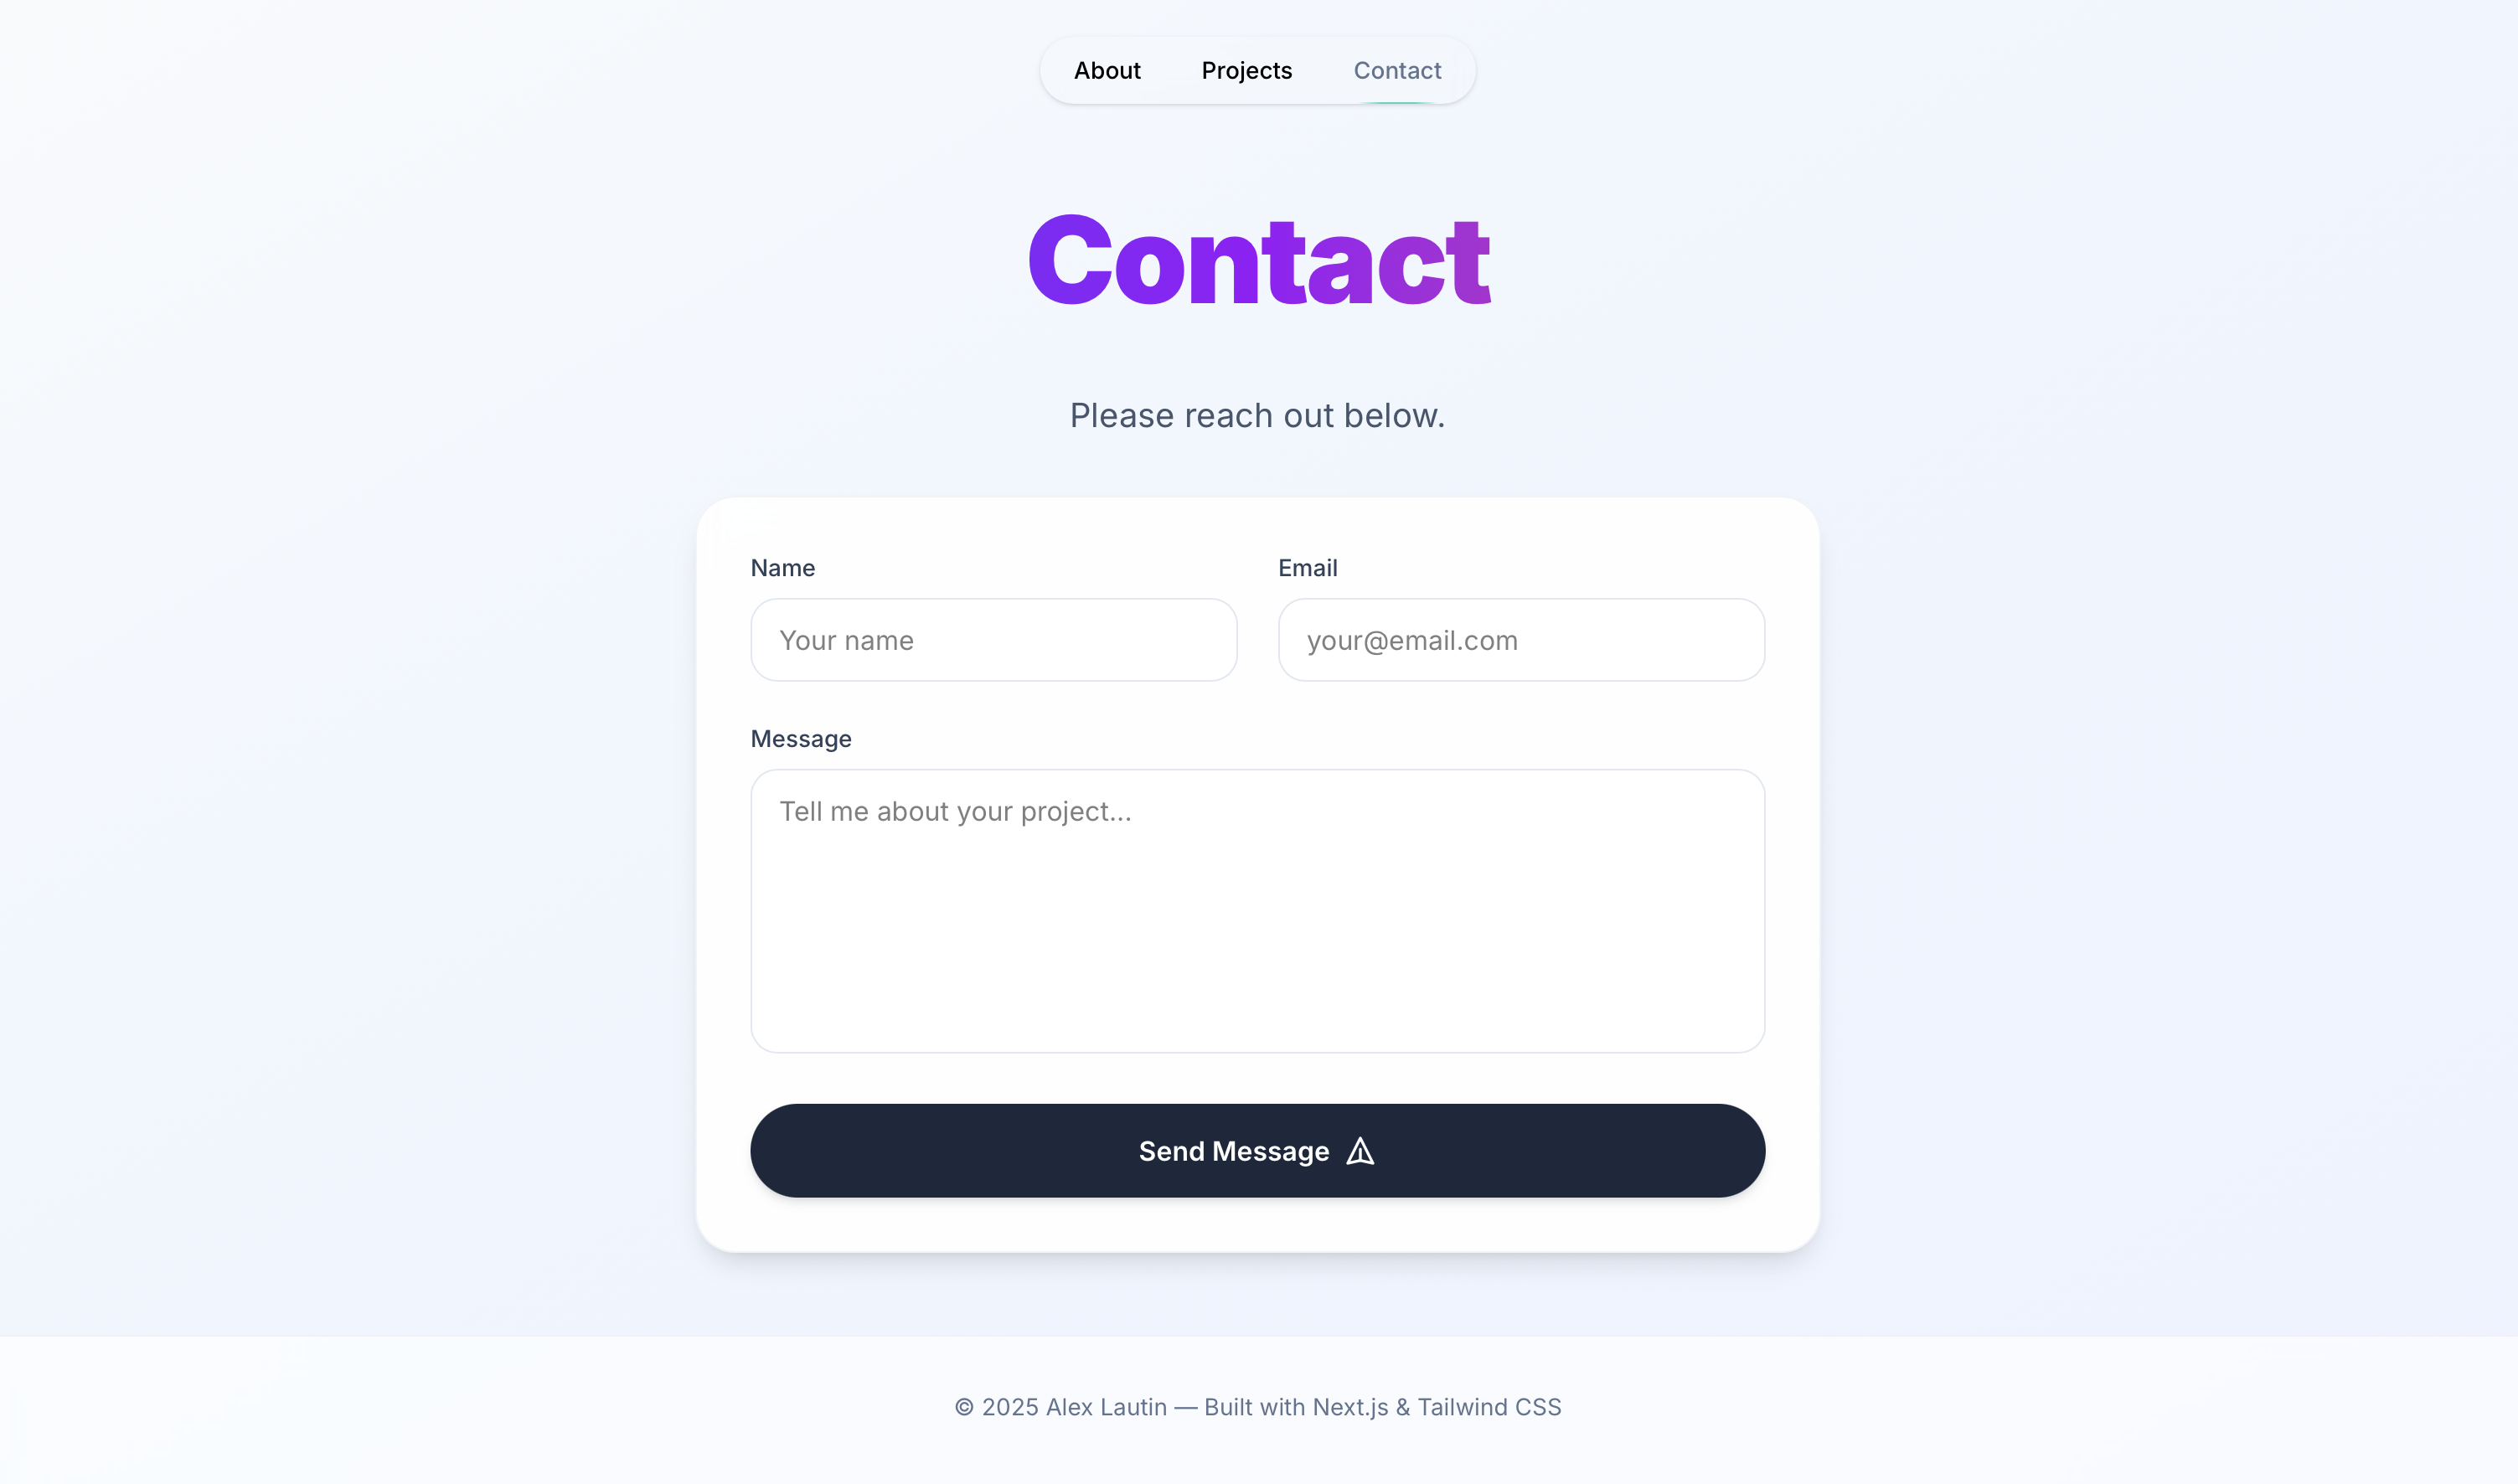 About Projects Contact
Contact
Please reach out below.
Name Email
Your name your@email.com
Message
Tell me about your project...
Send Message
© 2025 Alex Lautin — Built with Next.js & Tailwind CSS